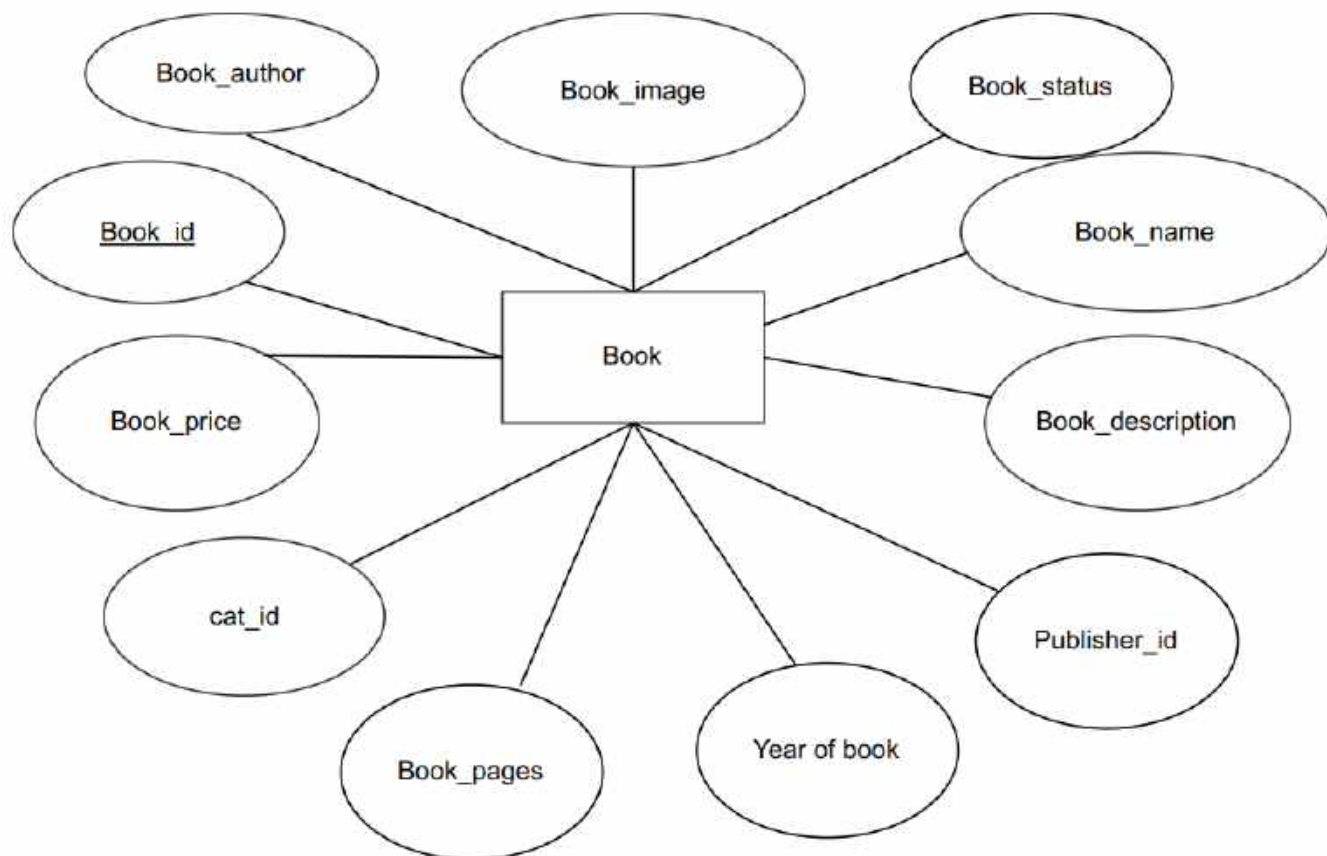 Book_author
Book_image
Book_status
Book_id
Book_name
Book
Book_price
Book_description
cat_id
Publisher_id
Book_pages
Year of book